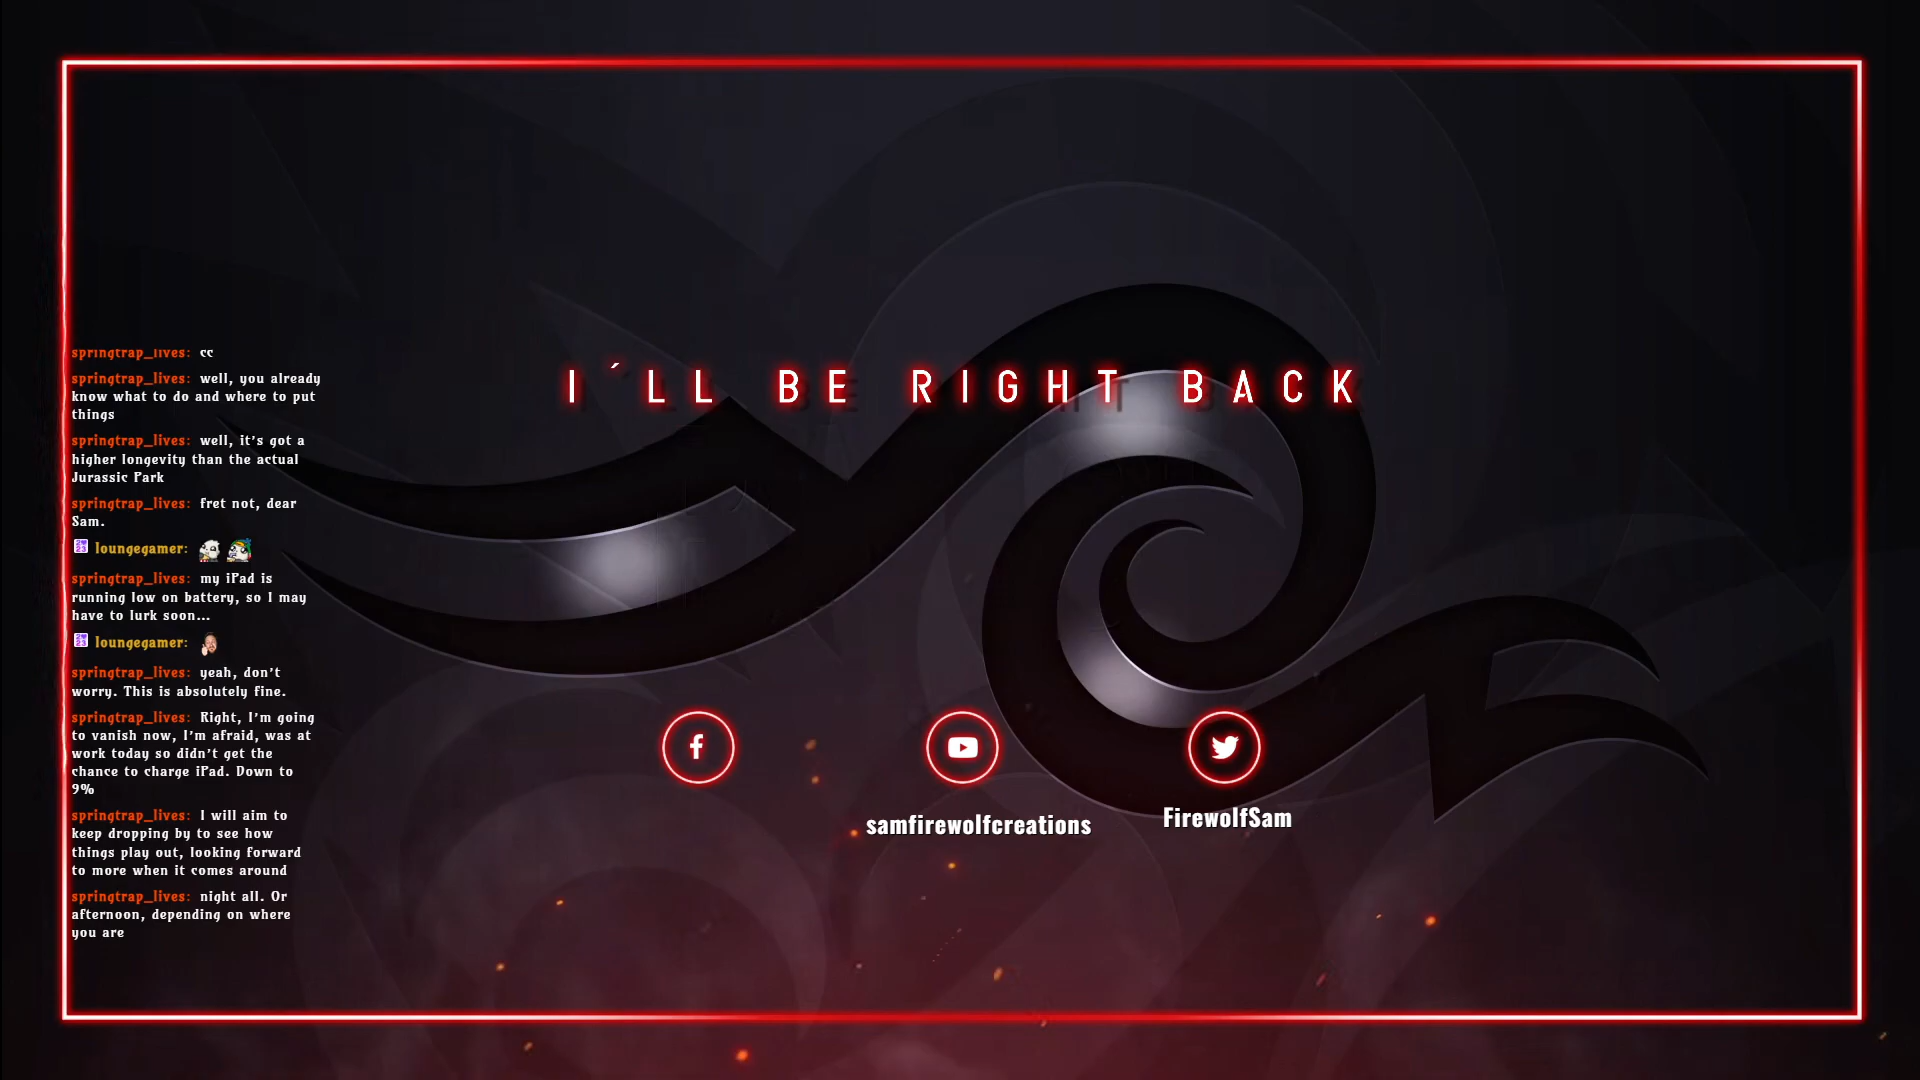 I´LL BE RIGHT BACK
springtrap_lives: cc
springtrap_lives: well, you already
know what to do and where to put
things
springtrap_lives: well, it's got a
higher longevity than the actual
Jurassic Park
springtrap_lives: fret not, dear
Sam.
loungegamer:
springtrap_lives: my iPad is
running low on battery, so I may
have to lurk soon...
loungegamer:
springtrap_lives: yeah, don't
worry. This is absolutely fine.
springtrap_lives: Right, I'm going
to vanish now, I'm afraid, was at
work today so didn't get the
chance to charge iPad. Down to
9%
springtrap_lives: I will aim to
keep dropping by to see how
things play out, looking forward
to more when it comes around
springtrap_lives: night all. Or
afternoon, depending on where
you are
samfirewolfcreations
FirewolfSam